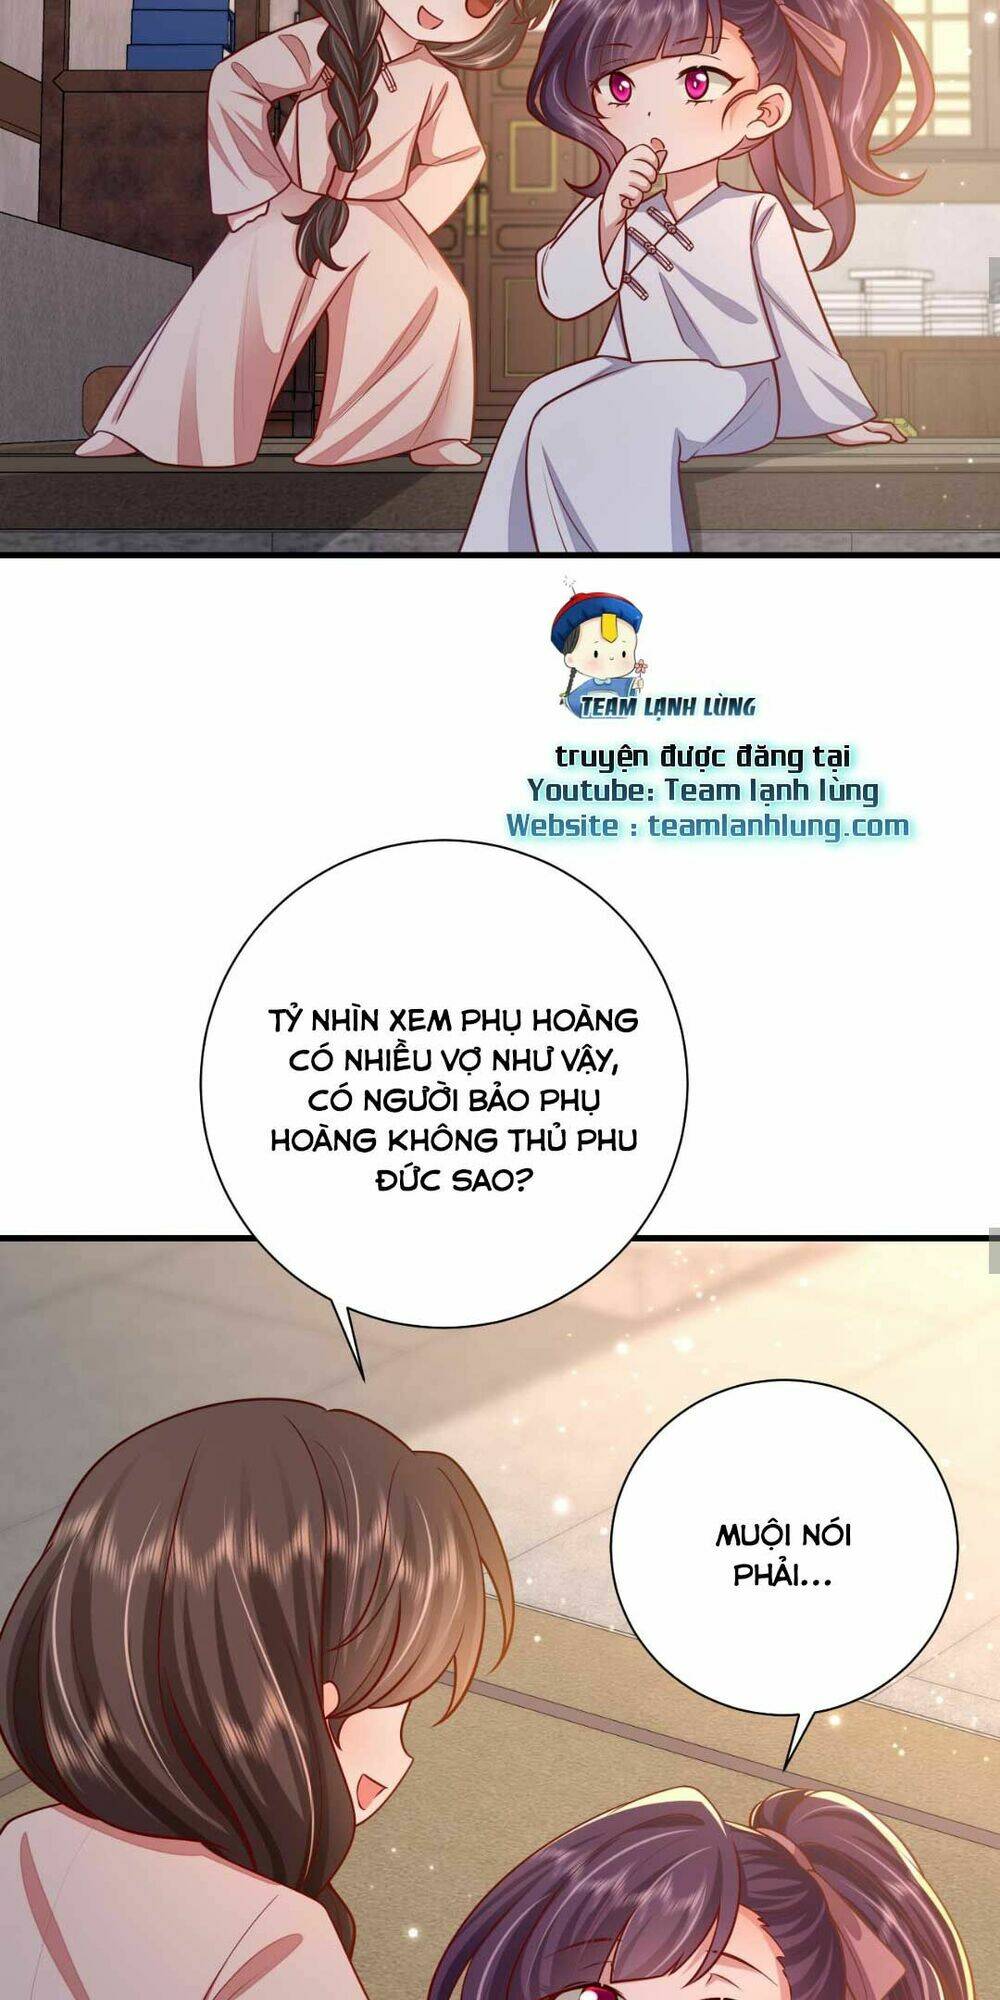 TEAM LẠNH LÙNG
truyện được đăng tại
Youtube: Team lạnh lùng
Website : teamlanhlung.com
TỶ NHÌN XEM PHỤ HOÀNG
CÓ NHIỀU VỢ NHƯ VẬY,
CÓ NGƯỜI BẢO PHỤ
HOÀNG KHÔNG THỦ PHU
ĐỨC SAO?
MUỘI NÓI
PHẢI...